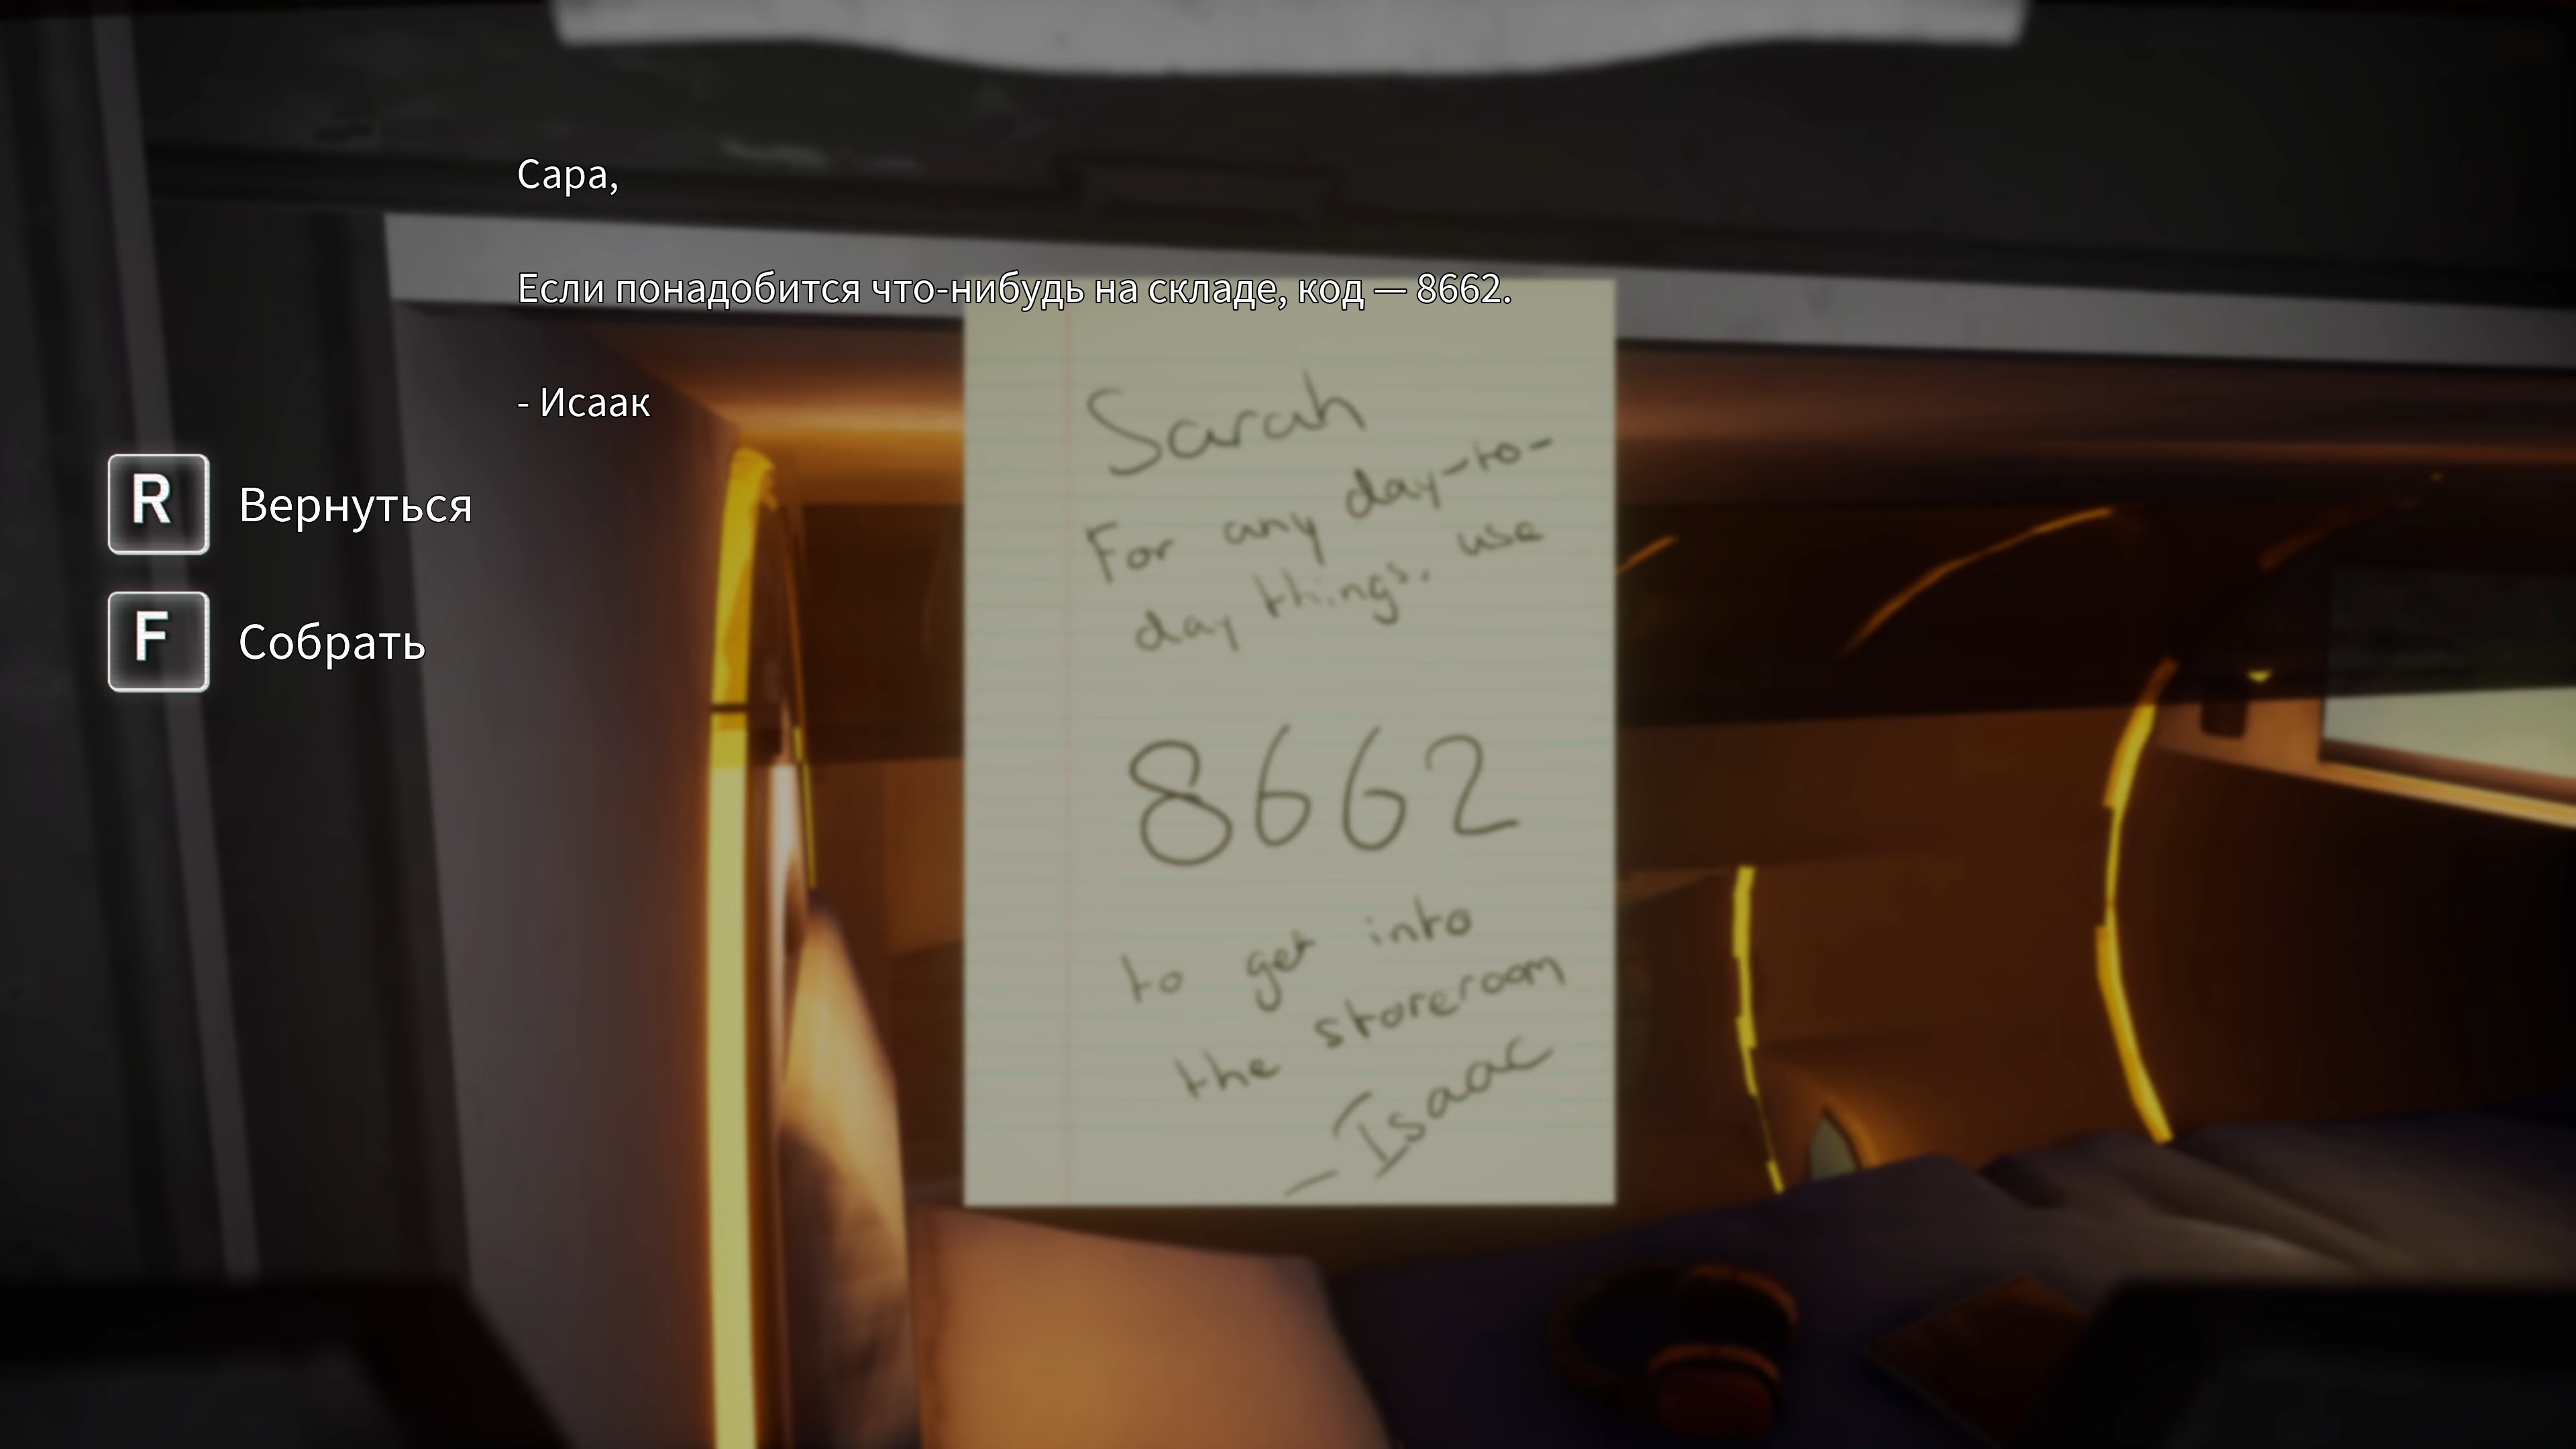 Сара,
Если понадобится что-нибудь на складе, код — 8662.
- Исаак
R Вернуться
F Собрать
Sarah
For any day-to-
day things, use
8662
to get into
the storeroom
- Isaac